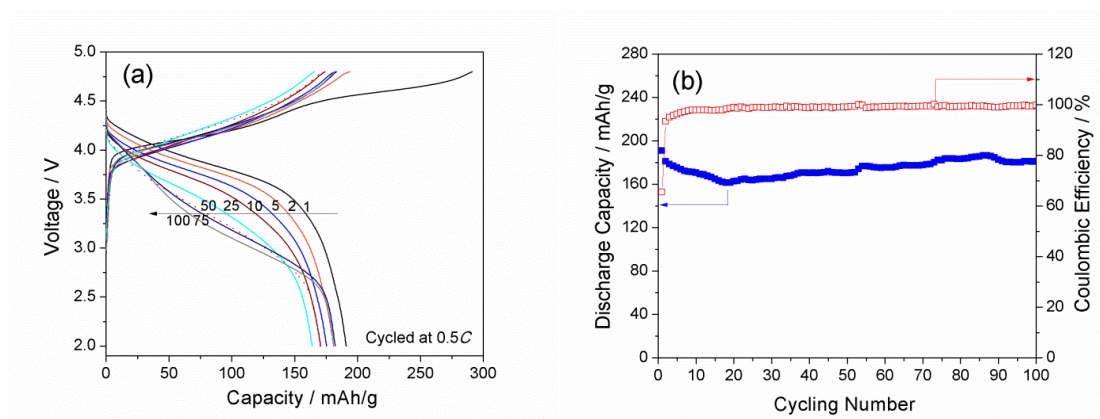 (a)
5.0
4.5
4.0
3.5
3.0
2.5
2.0
Voltage / V
50 25 10 5 2 1
100 75
Cycled at 0.5C
0 50 100 150 200 250 300
Capacity / mAh/g
(b)
280
240
200
160
120
80
40
0
Discharge Capacity / mAh/g
120
100
80
60
40
20
0
Coulombic Efficiency / %
0 10 20 30 40 50 60 70 80 90 100
Cycling Number